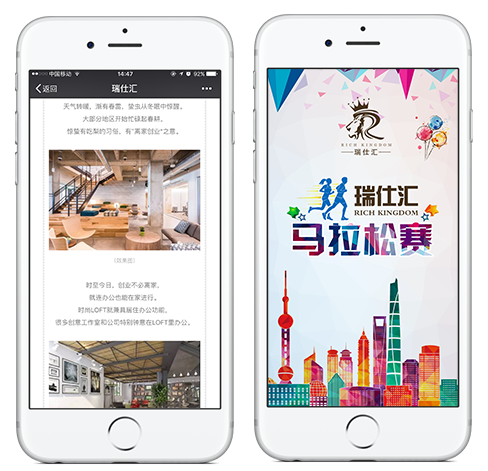 中国移动
14:47
92%
返回
瑞仕汇
天气转暖，渐有春雷，蛰虫从冬眠中惊醒。
大部分地区开始忙碌起春耕。
惊蛰有吃梨的习俗，有“离家创业”之意。
（效果图）
时至今日，创业不必离家。
就连办公也能在家进行。
时尚LOFT就兼具居住办公功能，
很多创意工作室和公司特别钟意在LOFT里办公。
R
RICH KINGDOM
瑞仕汇
瑞仕汇
RICH KINGDOM
马拉松赛